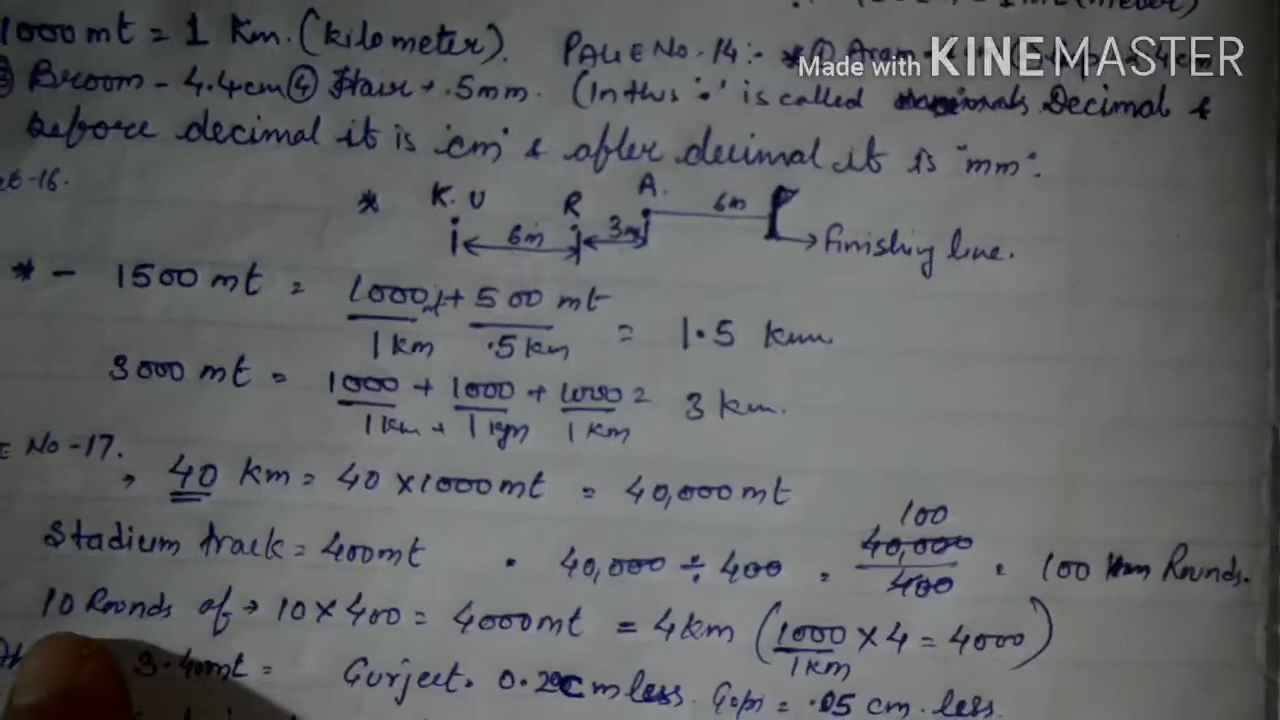 1000 mt = 1 Km. (kilometer). PAGE No. 14:-
Made with KINEMASTER
Broom - 4.4cm ④ Hair + .5mm. (In this '.' is called Decimal &
before decimal it is 'cm' & after decimal it is "mm".
-16.
* K. U R A.
6m 3m 6m
Finishing line.
* - 1500 mt = 1000 + 500 mt
1 km .5 km = 1.5 km.
3000 mt = 1000 + 1000 + 1000 = 3 km.
1 km + 1 km 1 km
No -17.
40 km = 40 x 1000 mt = 40,000 mt
100
Stadium track = 400 mt . 40,000 ÷ 400 = 40,000 = 100 Rounds.
400
10 Rounds of → 10 x 400 = 4000 mt = 4 km (1000 x 4 = 4000)
1 km
3.40mt = Gurjeet = 0.20cm less. Gopi = .05 cm. less